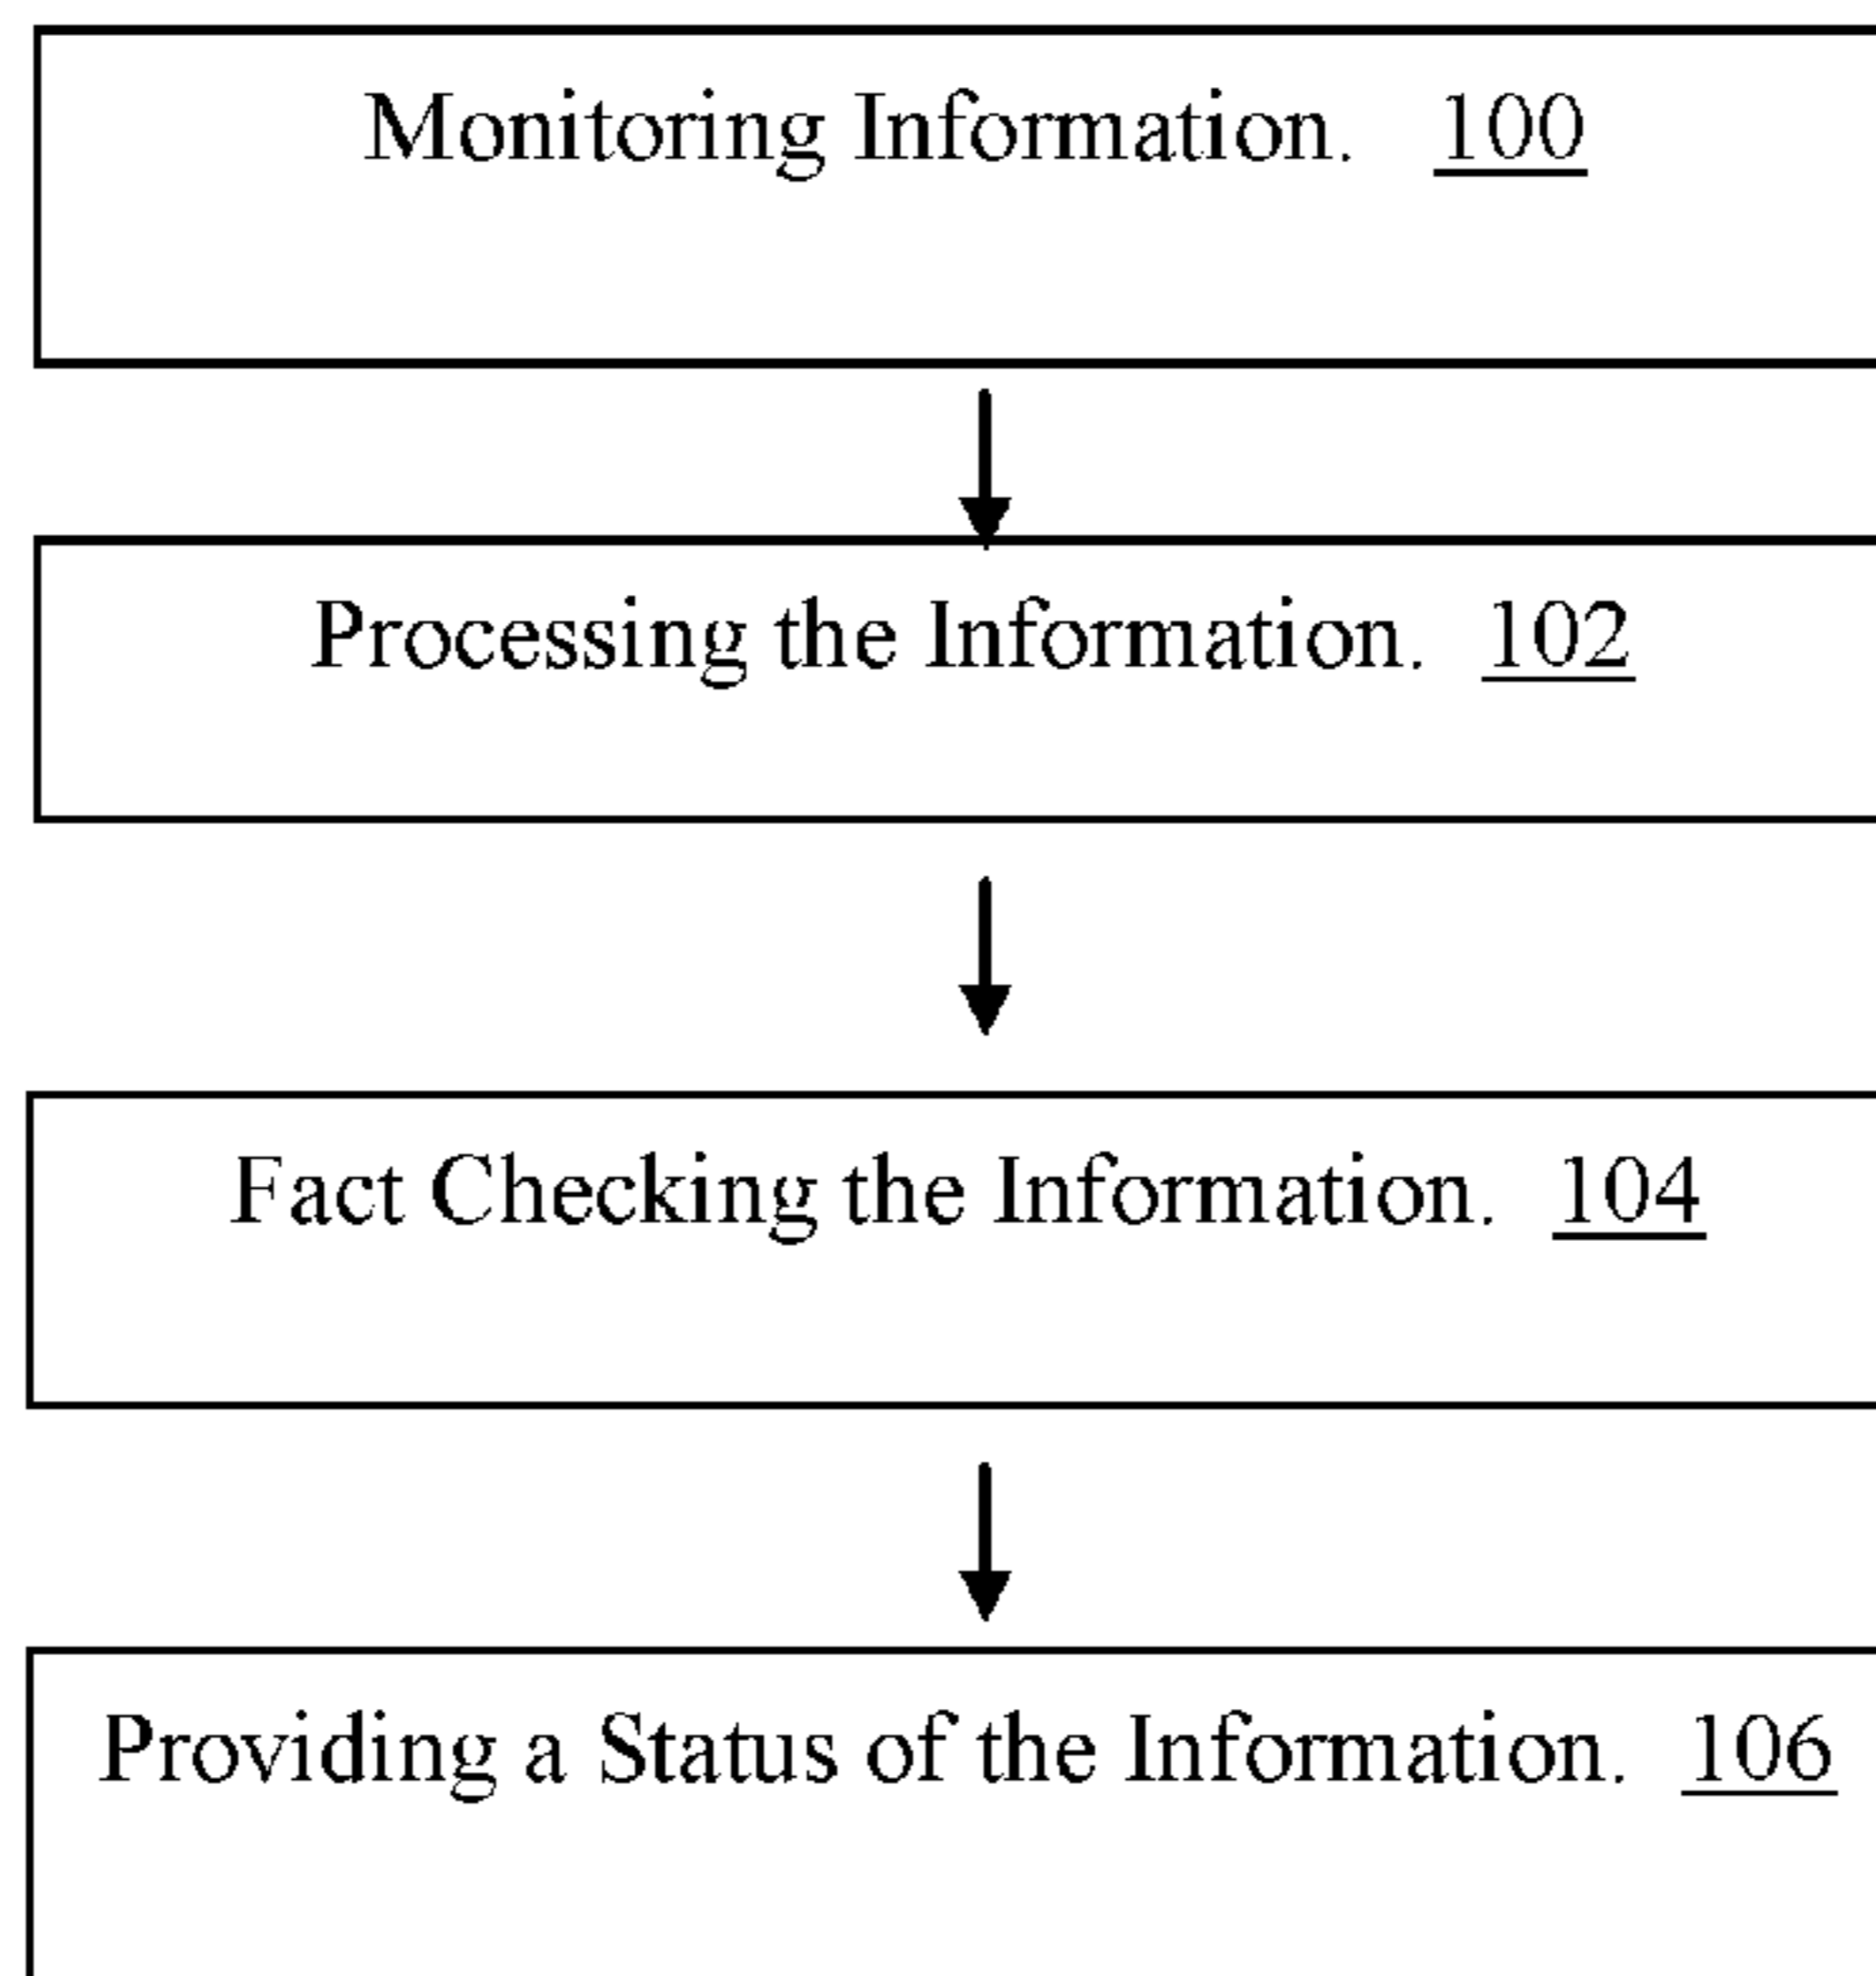 Monitoring Information. 100
Processing the Information. 102
Fact Checking the Information. 104
Providing a Status of the Information. 106